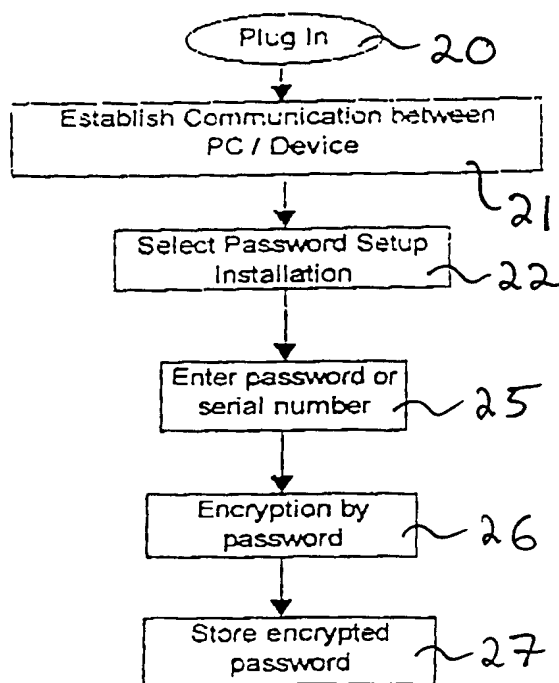 Plug In
20
Establish Communication between
PC / Device
21
Select Password Setup
Installation
22
Enter password or
serial number
25
Encryption by
password
26
Store encrypted
password
27